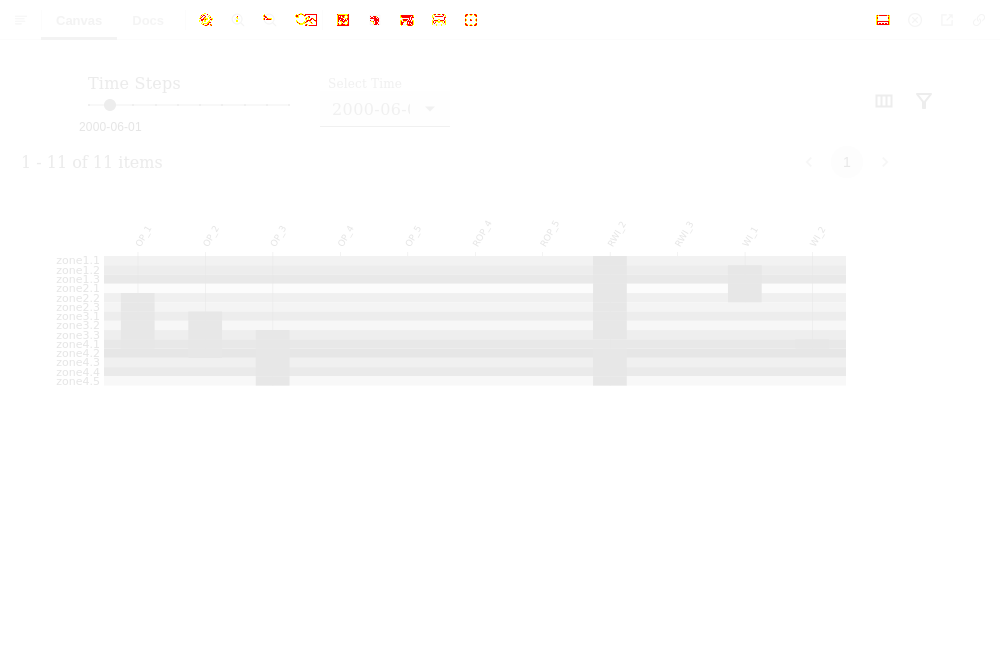 Canvas Docs
Time Steps
Select Time
2000-06-
2000-06-01
1 - 11 of 11 items
1
OP_1 OP_2 OP_3 OP_4 OP_5 ROP_4 ROP_5 RWI_2 RWI_3 WI_1 WI_2
zone1.1
zone1.2
zone1.3
zone2.1
zone2.2
zone2.3
zone3.1
zone3.2
zone3.3
zone4.1
zone4.2
zone4.3
zone4.4
zone4.5